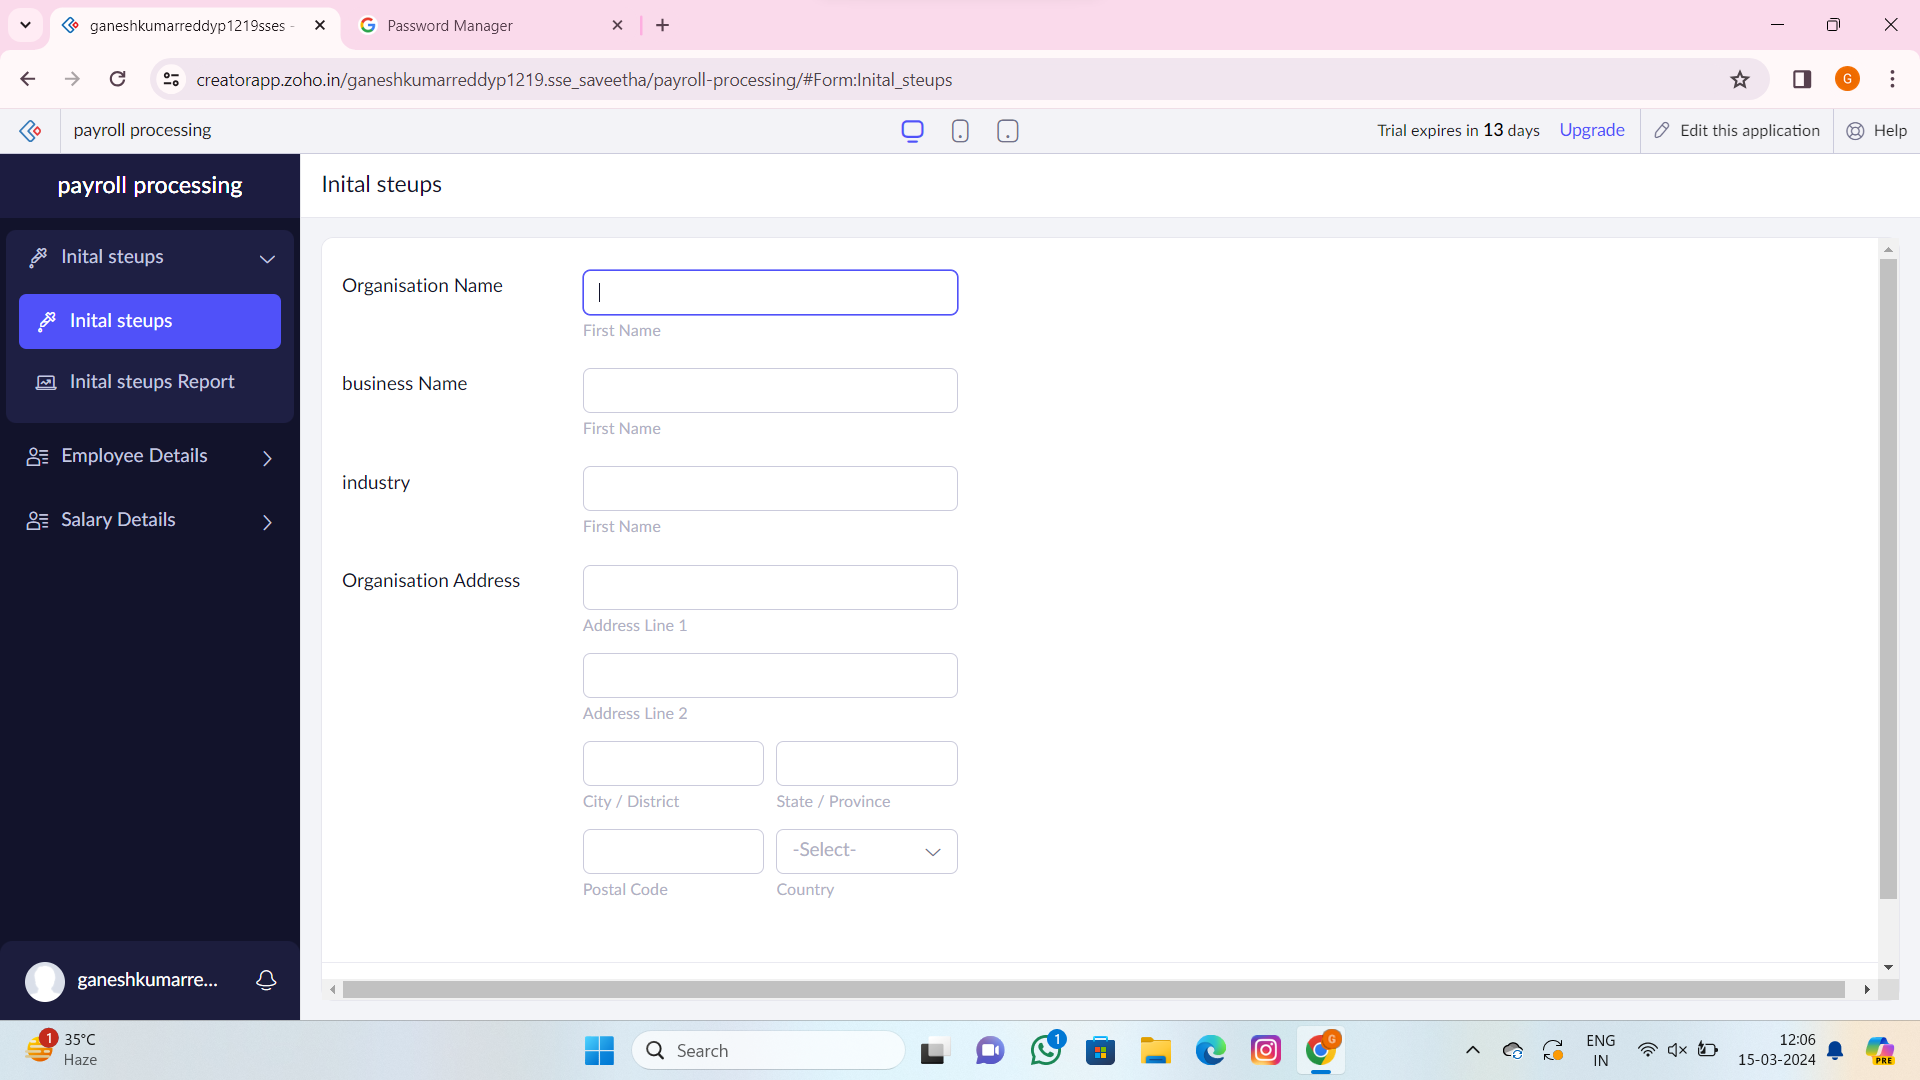 ganeshkumarreddyp1219sses -
Password Manager
creatorapp.zoho.in/ganeshkumarreddyp1219.sse_saveetha/payroll-processing/#Form:Inital_steups
G
payroll processing
Trial expires in 13 days
Upgrade
Edit this application
Help
payroll processing
Inital steups
Inital steups
Inital steups
Inital steups Report
Employee Details
Salary Details
Organisation Name
First Name
business Name
First Name
industry
First Name
Organisation Address
Address Line 1
Address Line 2
City / District
State / Province
-Select-
Postal Code
Country
ganeshkumarre...
1
35°C
Haze
Search
1
G
ENG
IN
12:06
15-03-2024
PRE